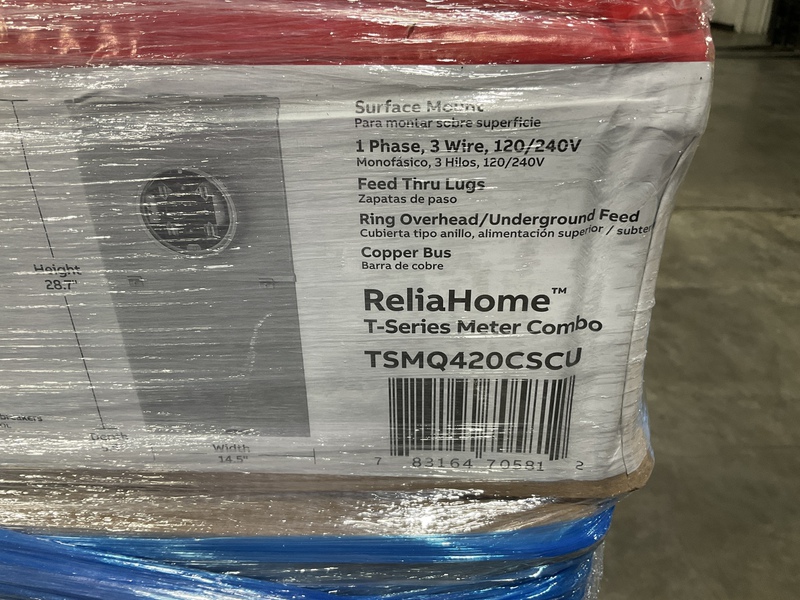 Surface Mount
Para montar sobre superficie
1 Phase, 3 Wire, 120/240V
Monofásico, 3 Hilos, 120/240V
Feed Thru Lugs
Zapatas de paso
Ring Overhead/Underground Feed
Cubierta tipo anillo, alimentación superior / subter
Copper Bus
Barra de cobre
Height
28.7"
ReliaHome™
T-Series Meter Combo
TSMQ420CSCU
7 83164 70581 2
Width
14.5"